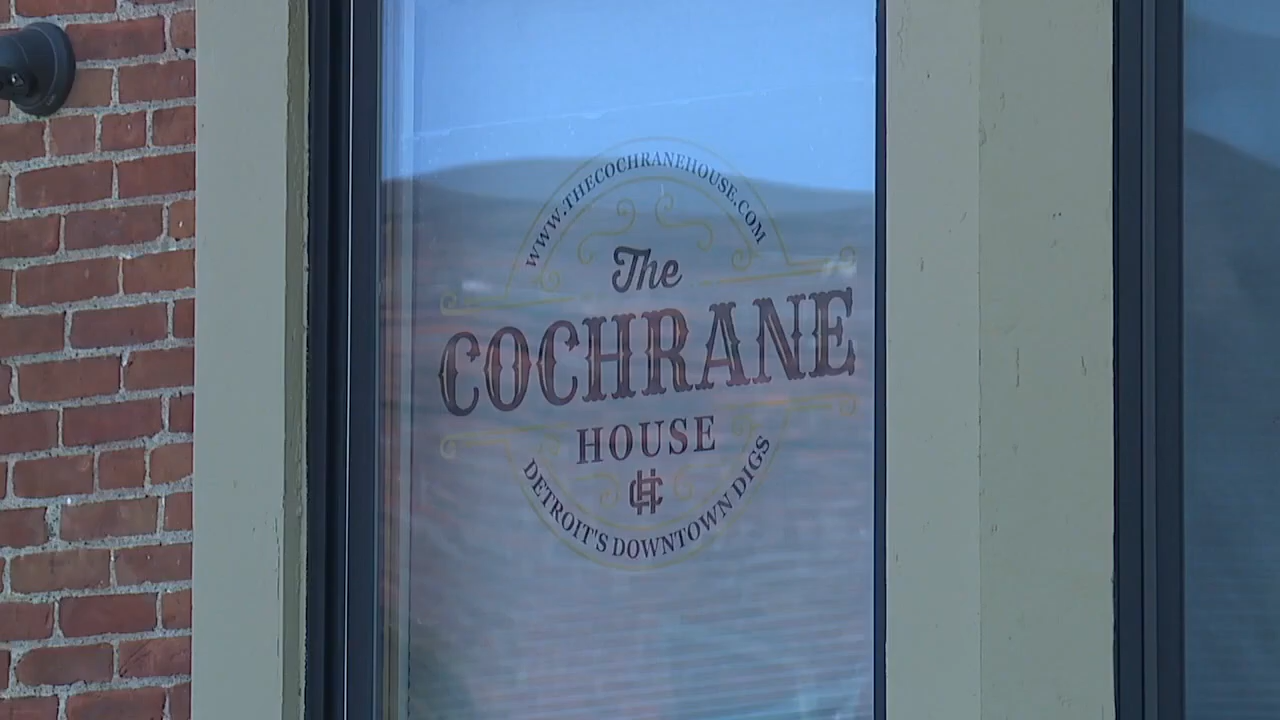 WWW.THECOCHRANEHOUSE.COM
The
COCHRANE
HOUSE
CH
DETROIT'S DOWNTOWN DIGS